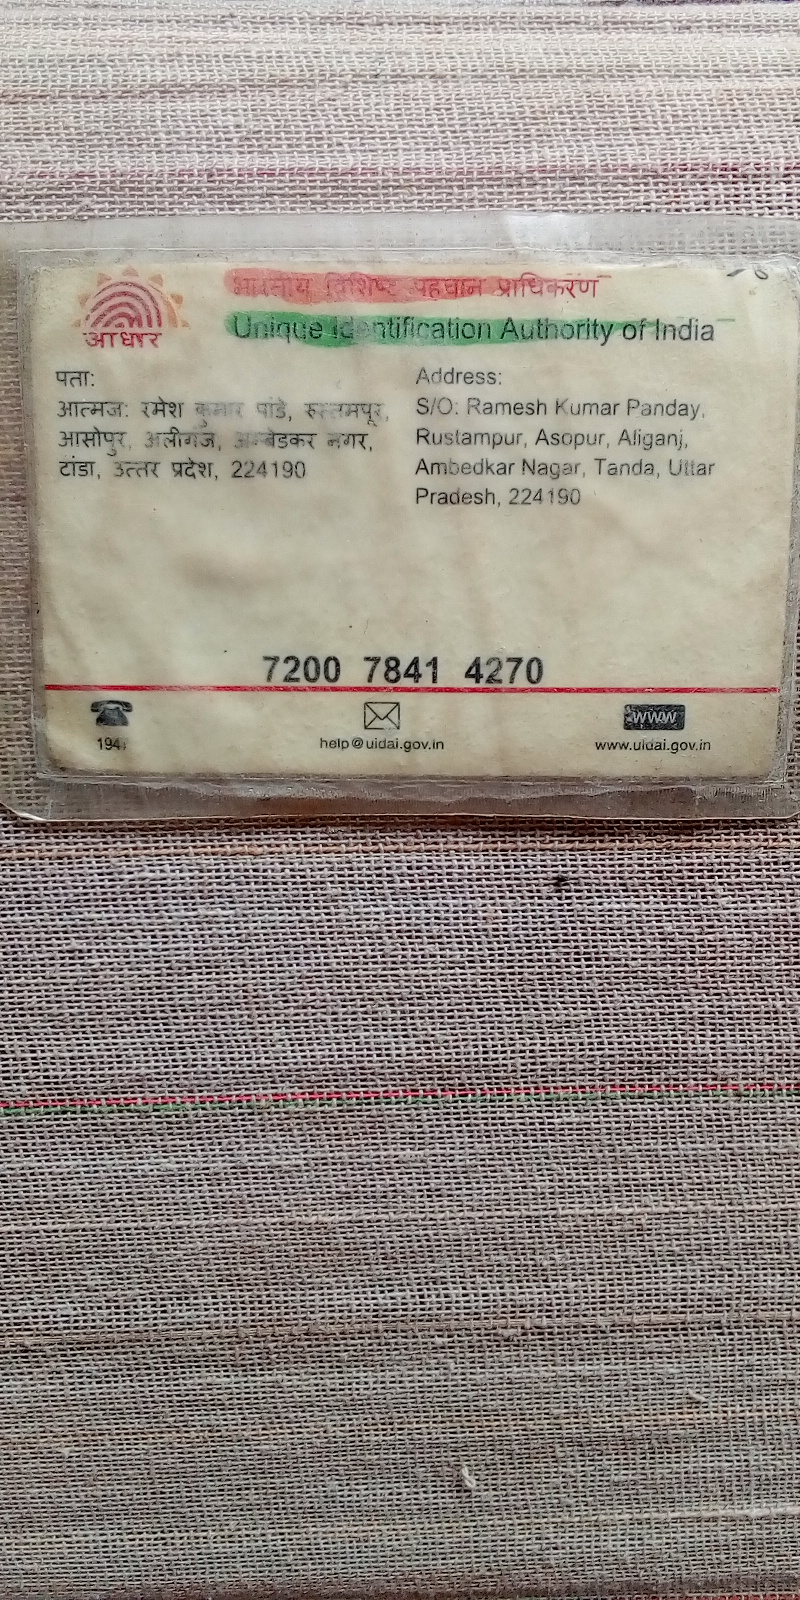 भारतीय विशिष्ट पहचान प्राधिकरण
Unique Identification Authority of India
आधार
पता:
आत्मज: रमेश कुमार पांडे, रूस्तमपूर,
आसोपुर, अलीगंज, अम्बेडकर नगर,
टांडा, उत्तर प्रदेश, 224190
Address:
S/O: Ramesh Kumar Panday,
Rustampur, Asopur, Aliganj,
Ambedkar Nagar, Tanda, Uttar
Pradesh, 224190
7200 7841 4270
help@uidai.gov.in
WWW
www.uidai.gov.in